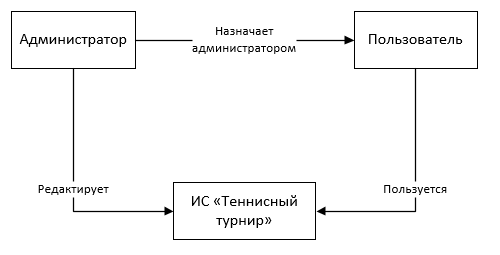 Администратор
Назначает
администратором
Пользователь
Редактирует
ИС «Теннисный
турнир»
Пользуется